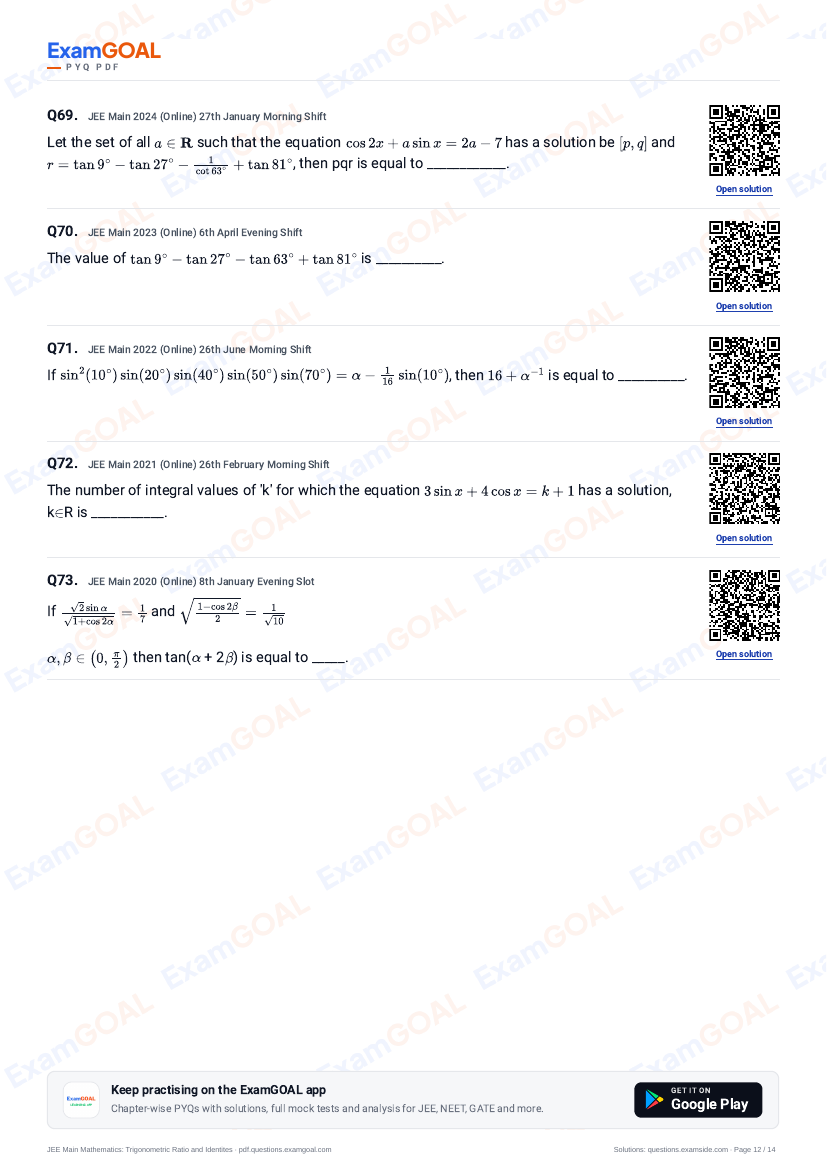 ExamGOAL
PYQ PDF
Q69. JEE Main 2024 (Online) 27th January Morning Shift
Let the set of all a ∈ R such that the equation cos 2x + a sin x = 2a − 7 has a solution be [p, q] and
r = tan 9° − tan 27° − 1/cot 63° + tan 81°, then pqr is equal to ____________.
Open solution
Q70. JEE Main 2023 (Online) 6th April Evening Shift
The value of tan 9° − tan 27° − tan 63° + tan 81° is __________.
Open solution
Q71. JEE Main 2022 (Online) 26th June Morning Shift
If sin²(10°) sin(20°) sin(40°) sin(50°) sin(70°) = α − 1/16 sin(10°), then 16 + α⁻¹ is equal to __________.
Open solution
Q72. JEE Main 2021 (Online) 26th February Morning Shift
The number of integral values of 'k' for which the equation 3 sin x + 4 cos x = k + 1 has a solution,
k∈R is ___________.
Open solution
Q73. JEE Main 2020 (Online) 8th January Evening Slot
If √2 sin α/√(1+cos 2α) = 1/7 and √((1−cos 2β)/2) = 1/√10
α, β ∈ (0, π/2) then tan(α + 2β) is equal to _____.
Open solution
ExamGOAL
Keep practising on the ExamGOAL app
Chapter-wise PYQs with solutions, full mock tests and analysis for JEE, NEET, GATE and more.
GET IT ON
Google Play
JEE Main Mathematics: Trigonometric Ratio and Identites · pdf.questions.examgoal.com
Solutions: questions.examside.com · Page 12 / 14